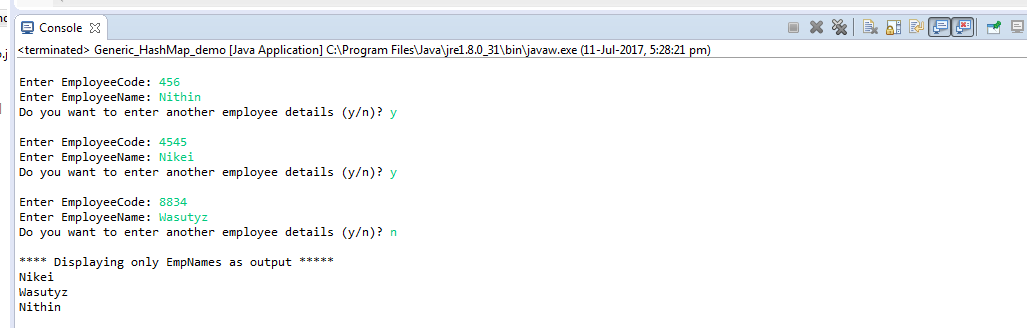 Console
<terminated> Generic_HashMap_demo [Java Application] C:\Program Files\Java\jre1.8.0_31\bin\javaw.exe (11-Jul-2017, 5:28:21 pm)
Enter EmployeeCode: 456
Enter EmployeeName: Nithin
Do you want to enter another employee details (y/n)? y
Enter EmployeeCode: 4545
Enter EmployeeName: Nikei
Do you want to enter another employee details (y/n)? y
Enter EmployeeCode: 8834
Enter EmployeeName: Wasutyz
Do you want to enter another employee details (y/n)? n
**** Displaying only EmpNames as output *****
Nikei
Wasutyz
Nithin